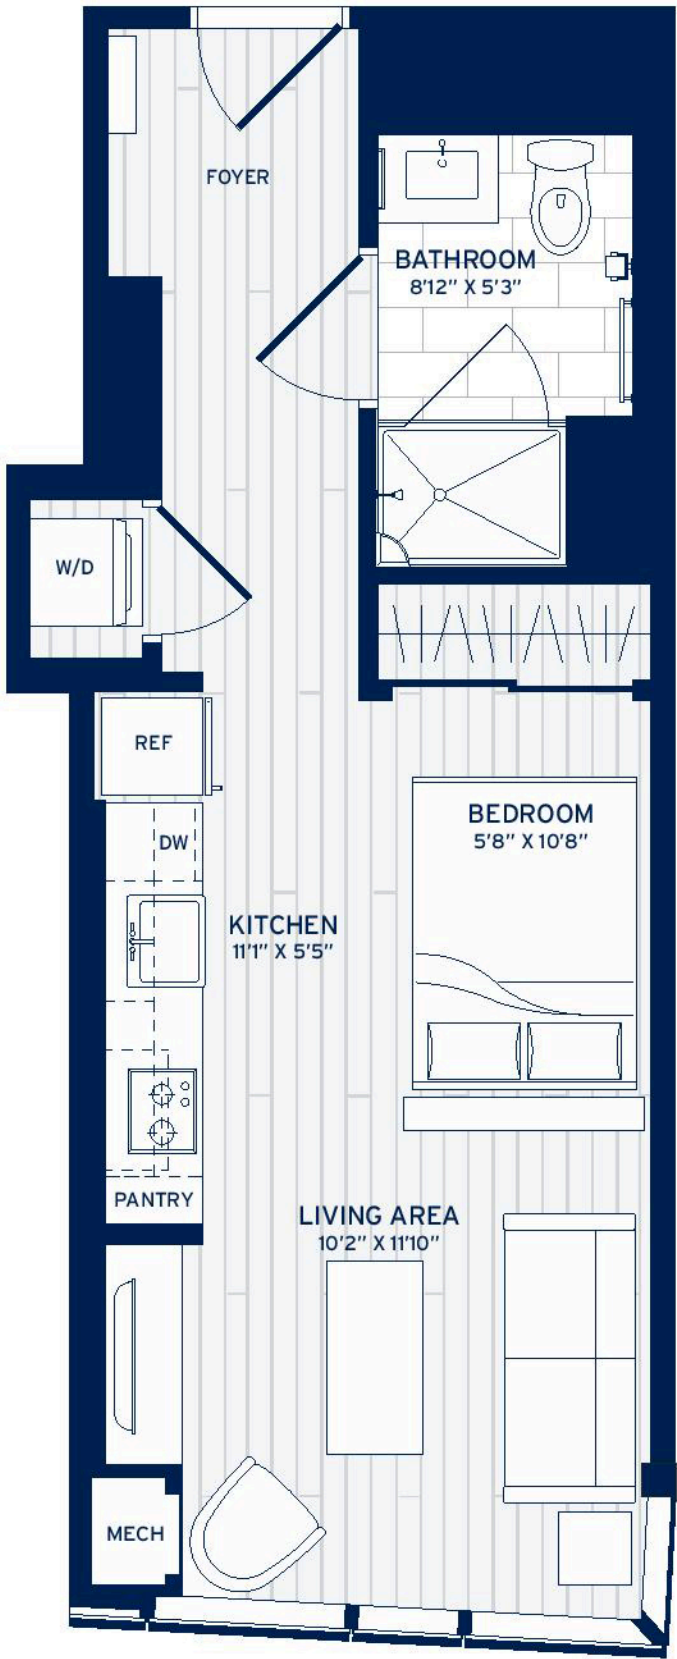 FOYER
BATHROOM
8'12" X 5'3"
W/D
REF
BEDROOM
5'8" X 10'8"
DW
KITCHEN
11'1" X 5'5"
PANTRY
LIVING AREA
10'2" X 11'10"
MECH